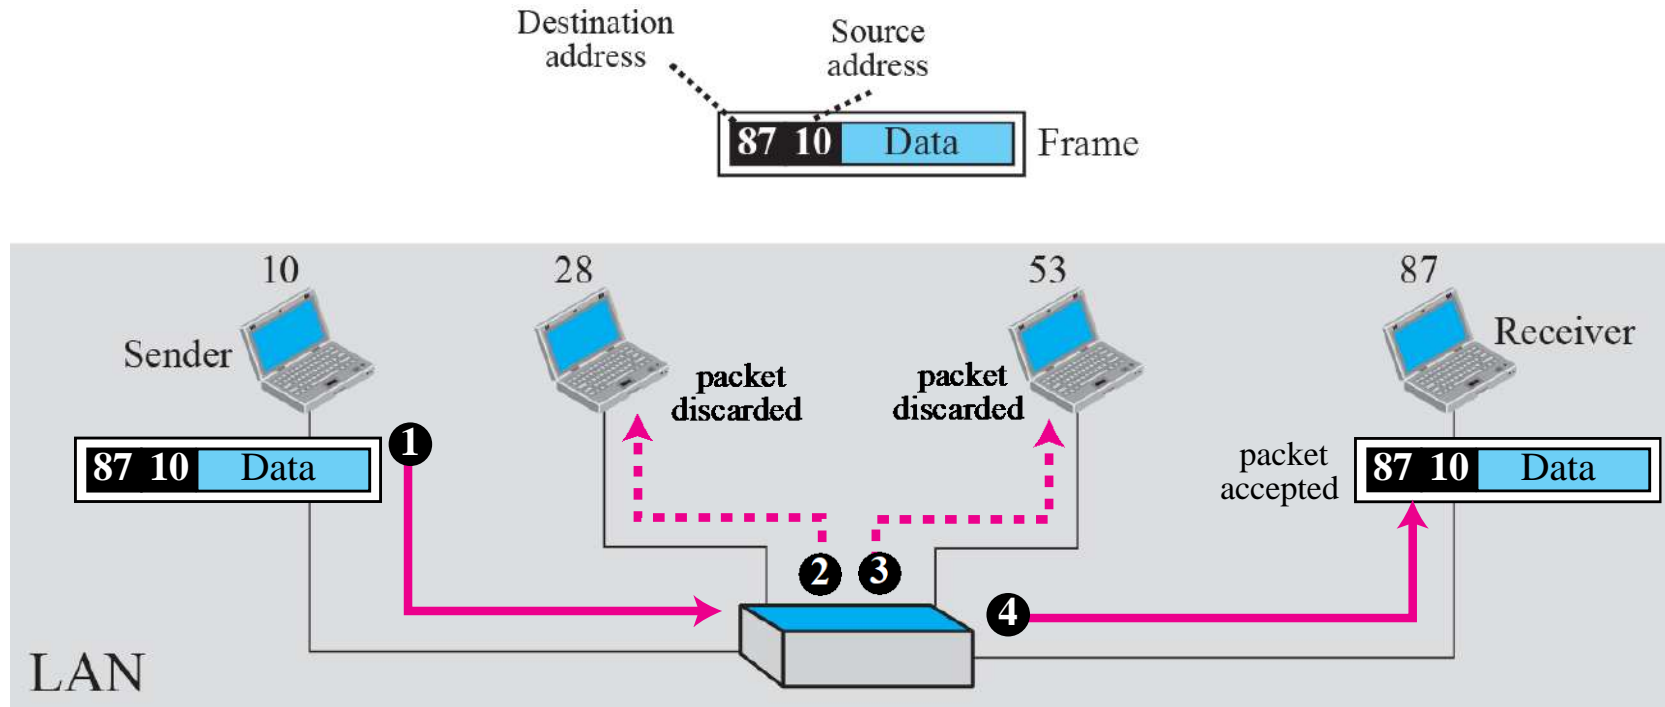 Destination
address
Source
address
87 10 Data
Frame
10
28
53
87
Sender
Receiver
packet
discarded
packet
discarded
1
87 10 Data
packet
accepted
87 10 Data
2
3
4
LAN